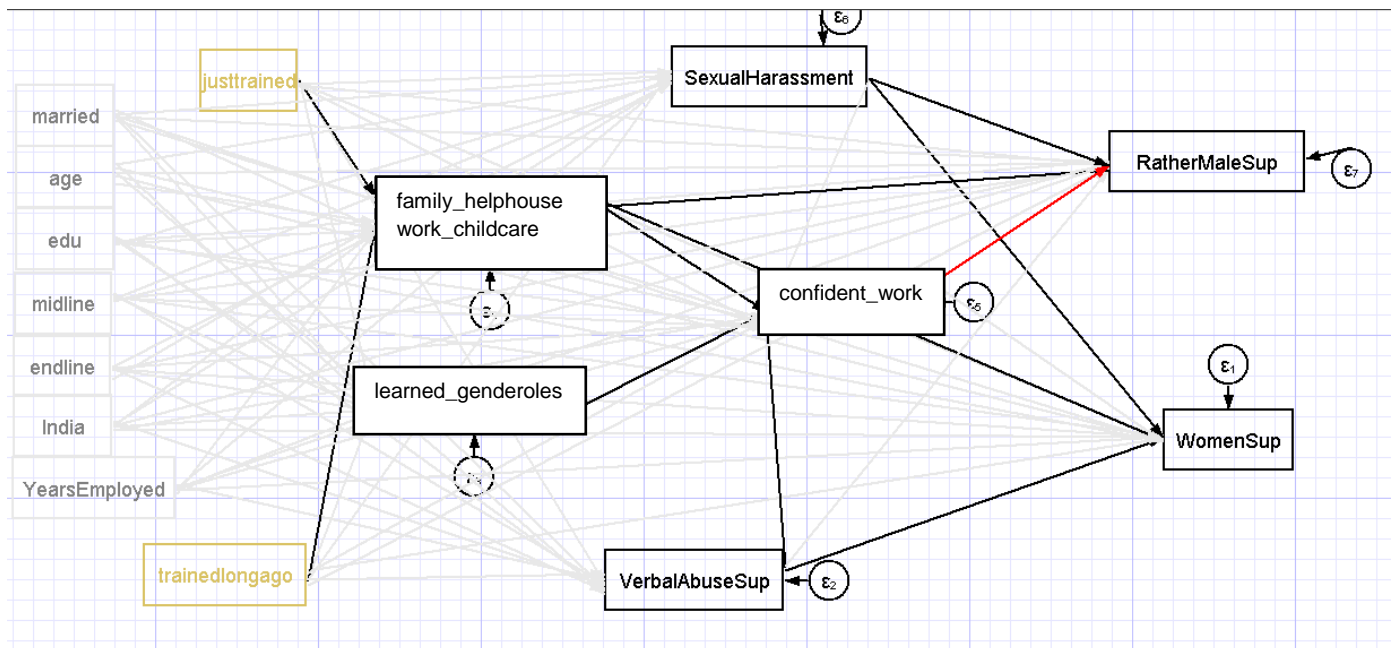 ε6
justtrained
SexualHarassment
married
RatherMaleSup
ε7
age
family_helphouse
work_childcare
edu
confident_work
midline
ε5
endline
ε1
learned_genderoles
India
WomenSup
YearsEmployed
trainedlongago
VerbalAbuseSup
ε2